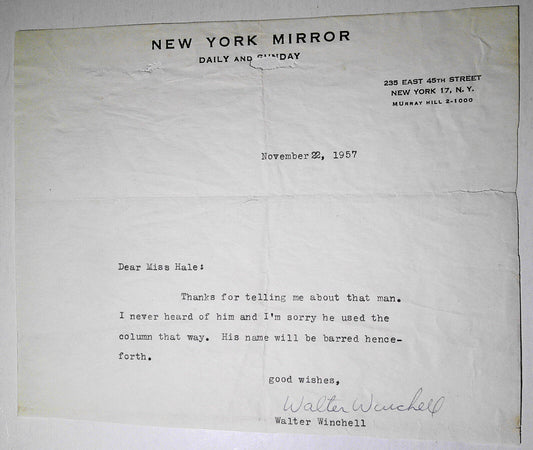 NEW YORK MIRROR
DAILY AND SUNDAY
235 EAST 45TH STREET
NEW YORK 17, N.Y.
MURRAY HILL 2-1000
November 22, 1957
Dear Miss Hale:
Thanks for telling me about that man.
I never heard of him and I'm sorry he used the
column that way. His name will be barred hence-
forth.
good wishes,
Walter Winchell
Walter Winchell